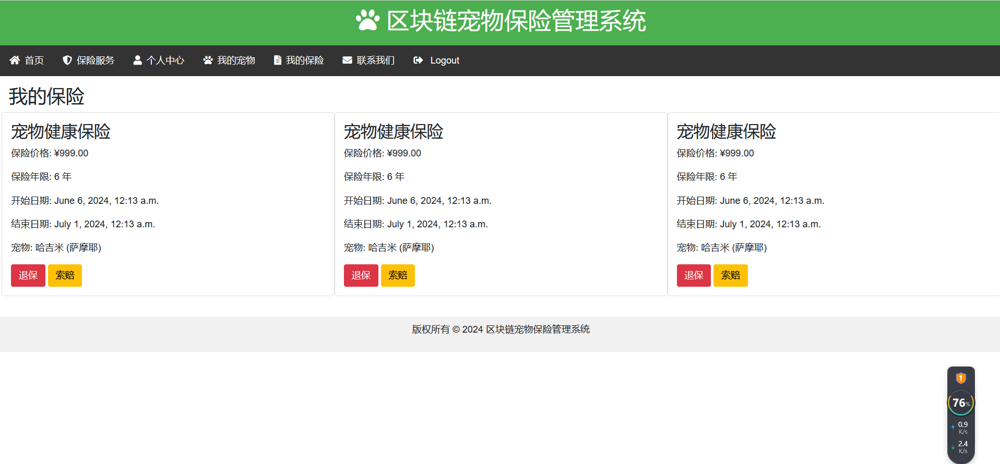 区块链宠物保险管理系统
首页 保险服务 个人中心 我的宠物 我的保险 联系我们 Logout
我的保险
宠物健康保险
保险价格: ¥999.00
保险年限: 6 年
开始日期: June 6, 2024, 12:13 a.m.
结束日期: July 1, 2024, 12:13 a.m.
宠物: 哈吉米 (萨摩耶)
退保 索赔
宠物健康保险
保险价格: ¥999.00
保险年限: 6 年
开始日期: June 6, 2024, 12:13 a.m.
结束日期: July 1, 2024, 12:13 a.m.
宠物: 哈吉米 (萨摩耶)
退保 索赔
宠物健康保险
保险价格: ¥999.00
保险年限: 6 年
开始日期: June 6, 2024, 12:13 a.m.
结束日期: July 1, 2024, 12:13 a.m.
宠物: 哈吉米 (萨摩耶)
退保 索赔
版权所有 © 2024 区块链宠物保险管理系统
1
76%
0.9
K/s
2.4
K/s